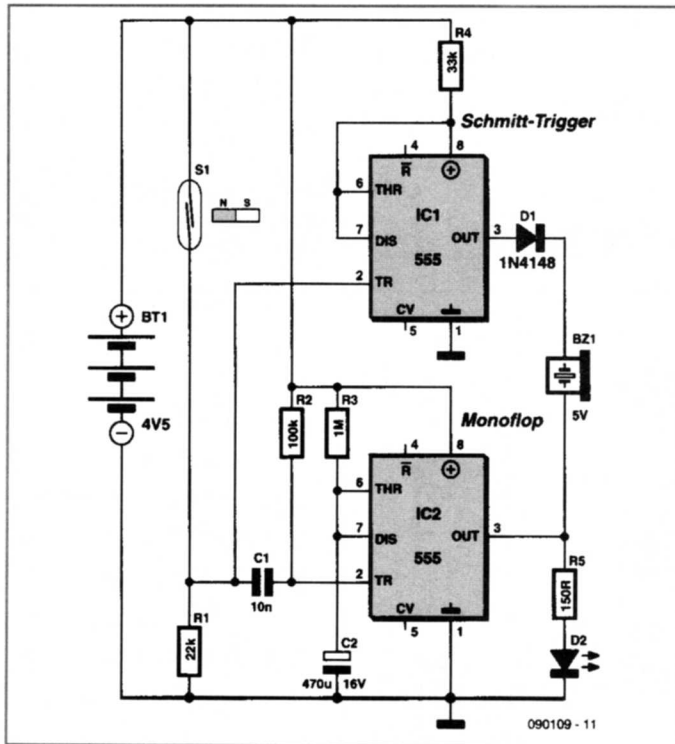 R4
33k
Schmitt-Trigger
S1
N S
4
R
8
6
THR
IC1
D1
7
DIS
OUT
3
555
1N4148
2
TR
CV
5
1
BT1
BZ1
5V
4V5
R2
100k
R3
1M
Monoflop
4
R
8
6
THR
IC2
7
DIS
OUT
3
C1
10n
2
TR
555
R5
150R
CV
5
1
R1
22k
C2
470u 16V
D2
090109 - 11